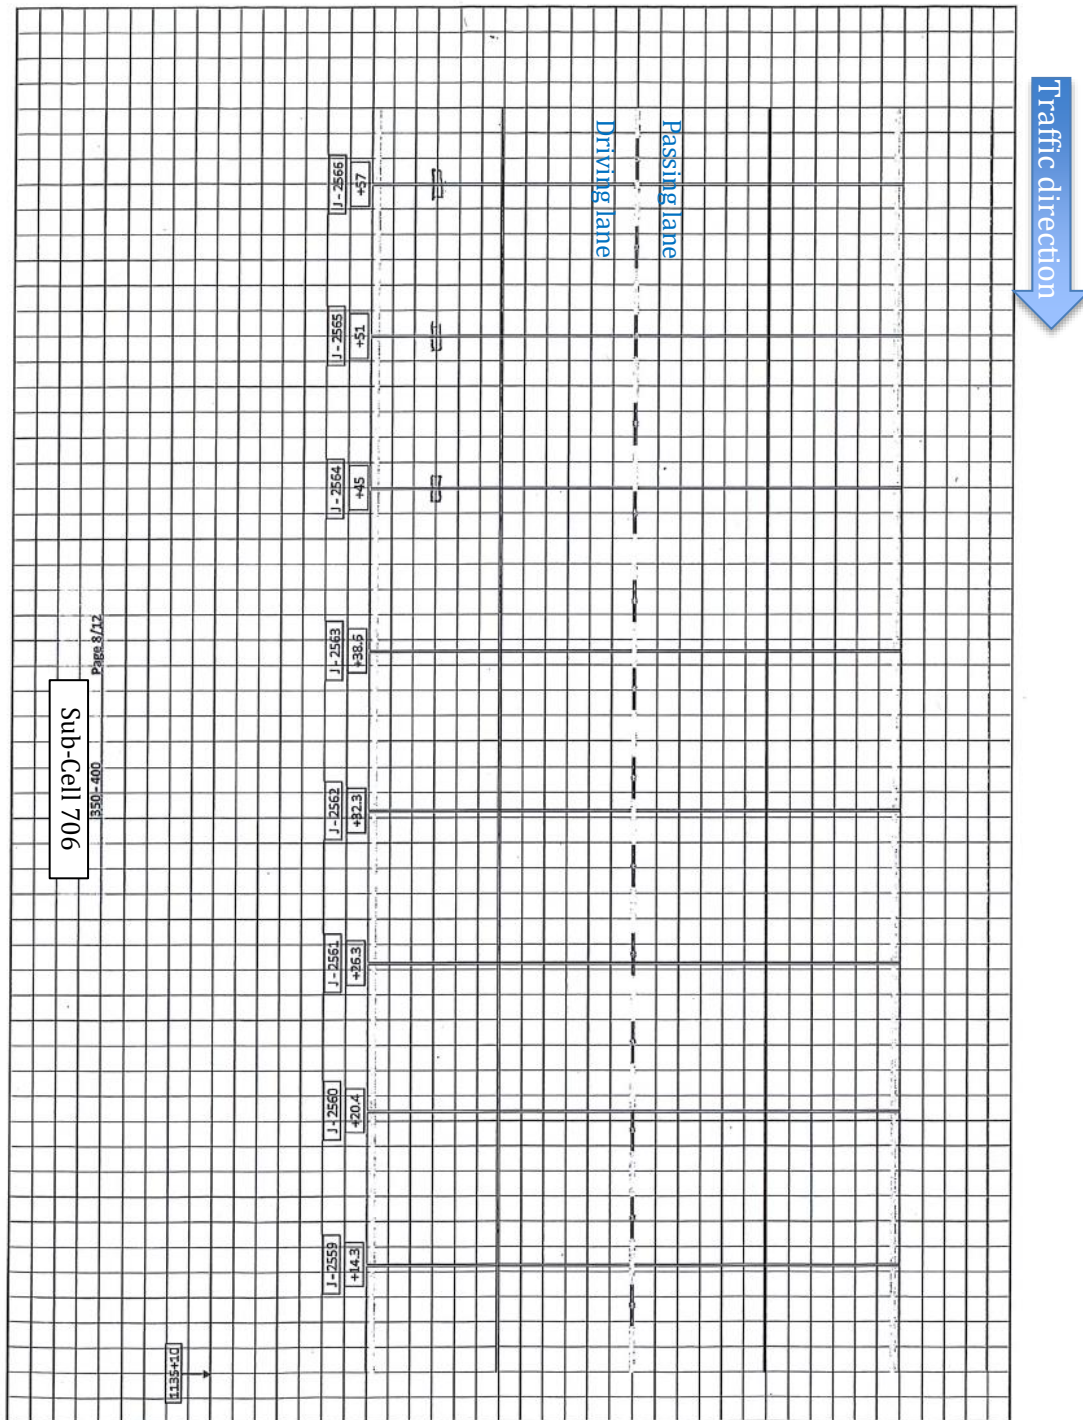 Traffic direction
Passing lane
Driving lane
J - 2566
+57
J - 2565
+51
J - 2564
+45
J - 2563
+38.5
J - 2562
+32.3
J - 2561
+26.3
J - 2560
+20.4
J - 2559
+14.3
1135+10
Page 8/12
350 - 400
Sub-Cell 706